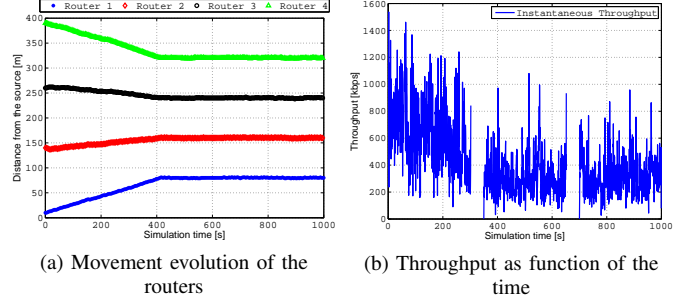 Router 1 Router 2 Router 3 Router 4
400
350
300
250
200
150
100
50
0
Distance from the source [m]
0 200 400 600 800 1000
Simulation time [s]
(a) Movement evolution of the
routers
Instantaneous Throughput
1600
1400
1200
1000
800
600
400
200
0
Throughput [kbps]
0 200 400 600 800 1000
Simulation time [s]
(b) Throughput as function of the
time